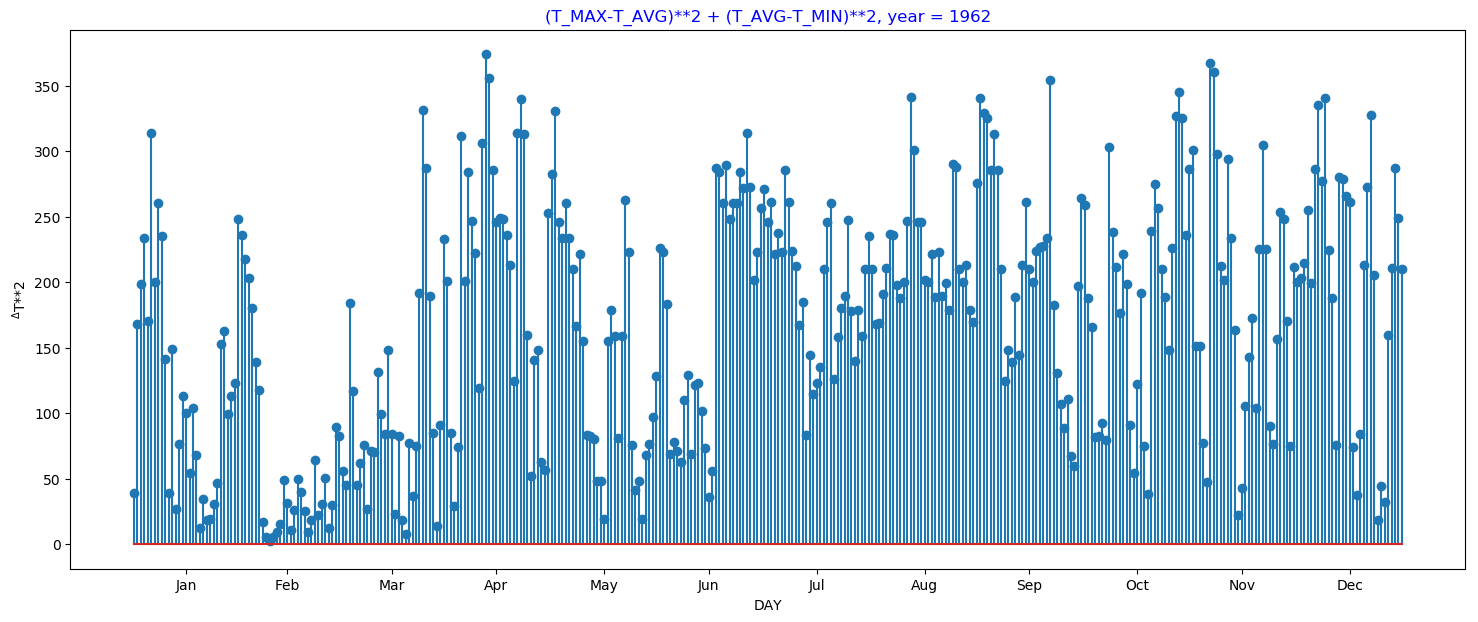 (T_MAX-T_AVG)**2 + (T_AVG-T_MIN)**2, year = 1962
ΔT**2
350
300
250
200
150
100
50
0
Jan Feb Mar Apr May Jun Jul Aug Sep Oct Nov Dec
DAY